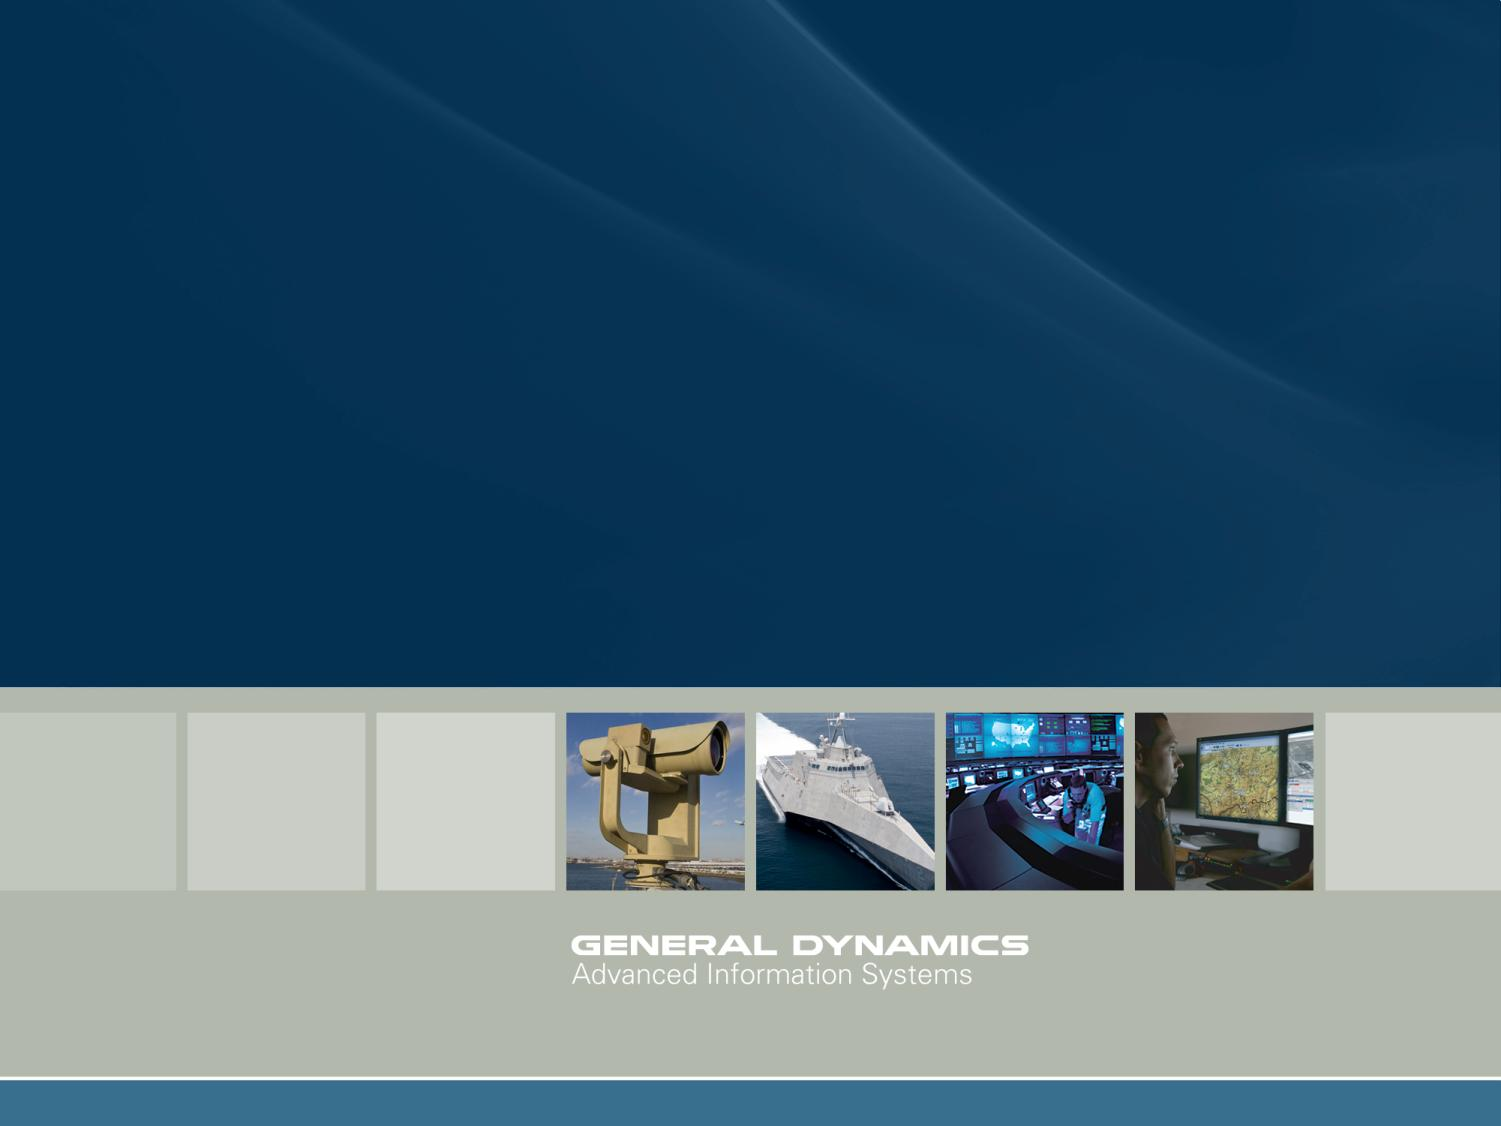 GENERAL DYNAMICS
Advanced Information Systems